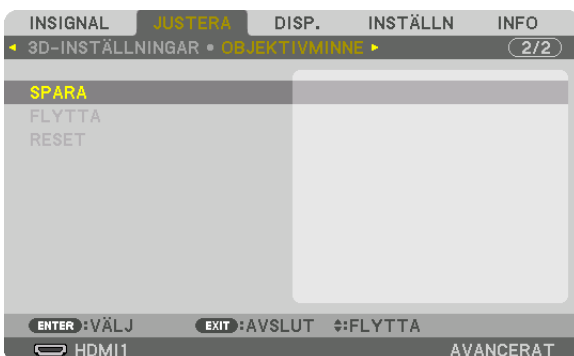 INSIGNAL JUSTERA DISP. INSTÄLLN INFO
3D-INSTÄLLNINGAR • OBJEKTIVMINNE 2/2
SPARA
FLYTTA
RESET
ENTER :VÄLJ EXIT :AVSLUT :FLYTTA
HDMI1 AVANCERAT